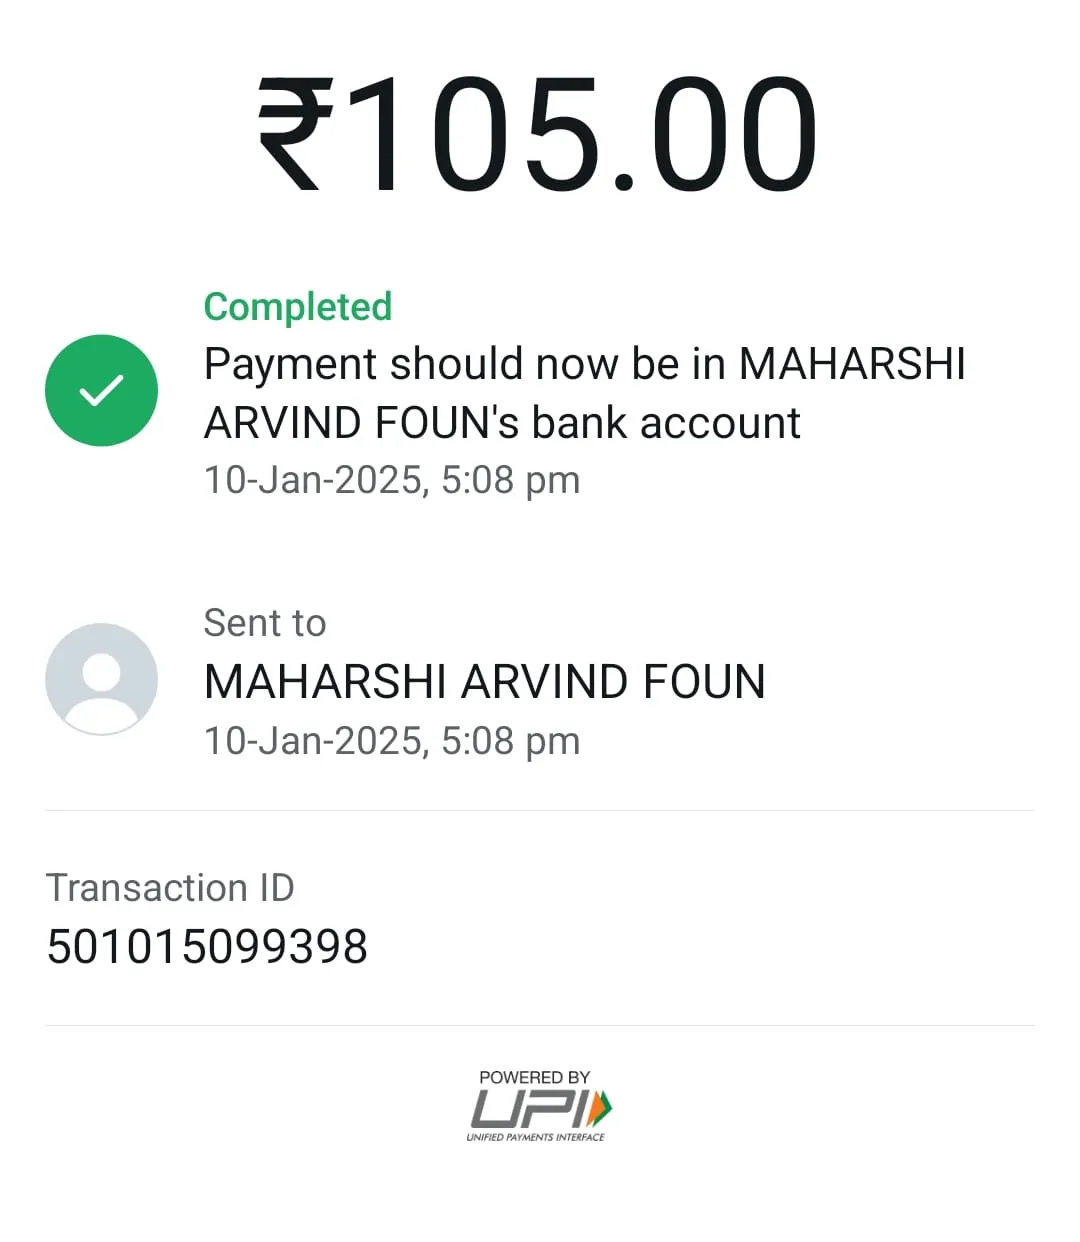 ₹105.00
Completed
Payment should now be in MAHARSHI
ARVIND FOUN's bank account
10-Jan-2025, 5:08 pm
Sent to
MAHARSHI ARVIND FOUN
10-Jan-2025, 5:08 pm
Transaction ID
501015099398
POWERED BY
UPI
UNIFIED PAYMENTS INTERFACE